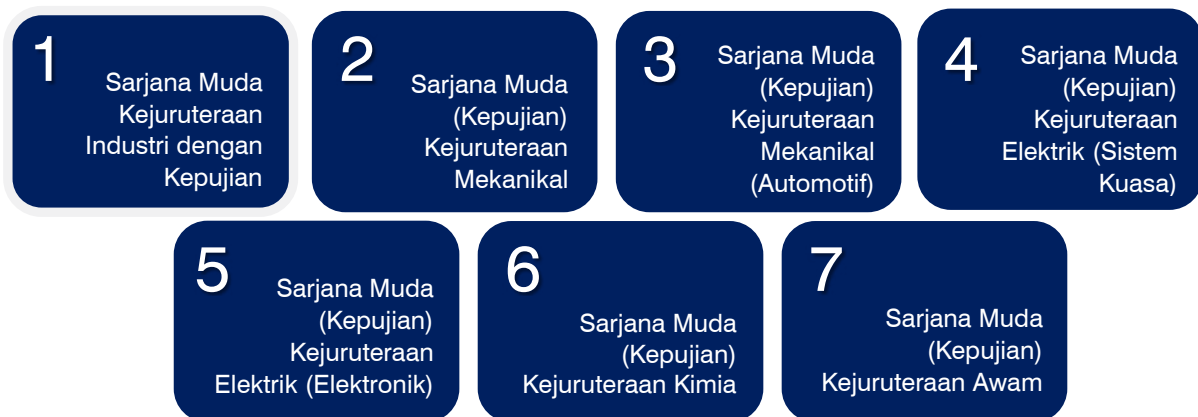 1
Sarjana Muda
Kejuruteraan
Industri dengan
Kepujian
2
Sarjana Muda
(Kepujian)
Kejuruteraan
Mekanikal
3
Sarjana Muda
(Kepujian)
Kejuruteraan
Mekanikal
(Automotif)
4
Sarjana Muda
(Kepujian)
Kejuruteraan
Elektrik (Sistem
Kuasa)
5
Sarjana Muda
(Kepujian)
Kejuruteraan
Elektrik (Elektronik)
6
Sarjana Muda
(Kepujian)
Kejuruteraan Kimia
7
Sarjana Muda
(Kepujian)
Kejuruteraan Awam